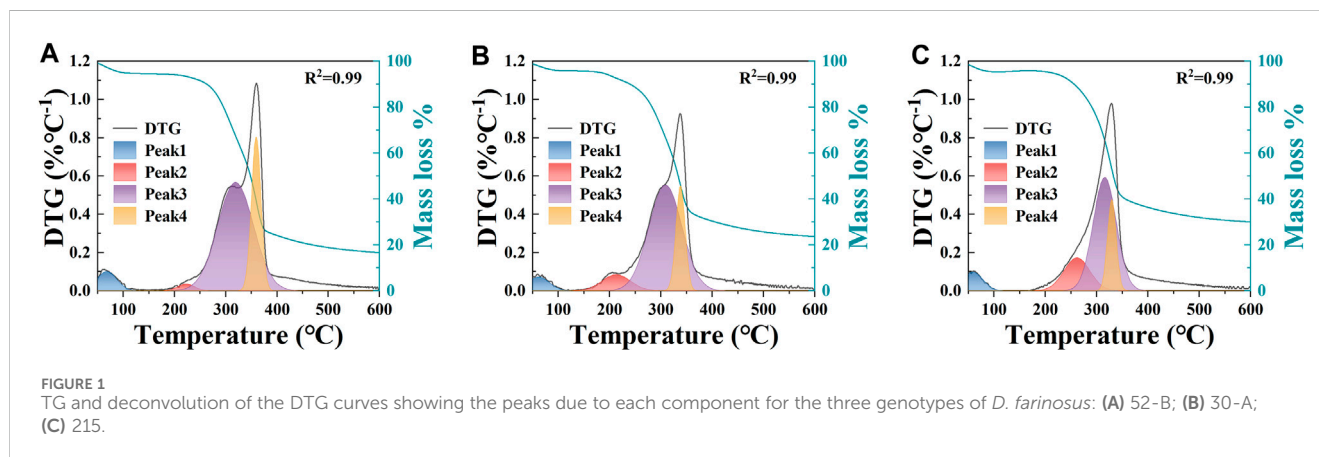 A
1.2
1.0
0.8
0.6
0.4
0.2
0.0
DTG (%°C⁻¹)
R²=0.99
DTG
Peak1
Peak2
Peak3
Peak4
100
80
60
40
20
0
Mass loss %
100 200 300 400 500 600
Temperature (°C)
B
1.2
1.0
0.8
0.6
0.4
0.2
0.0
DTG (%°C⁻¹)
R²=0.99
DTG
Peak1
Peak2
Peak3
Peak4
100
80
60
40
20
0
Mass loss %
100 200 300 400 500 600
Temperature (°C)
C
1.2
1.0
0.8
0.6
0.4
0.2
0.0
DTG (%°C⁻¹)
R²=0.99
DTG
Peak1
Peak2
Peak3
Peak4
100
80
60
40
20
0
Mass loss %
100 200 300 400 500 600
Temperature (°C)
FIGURE 1
TG and deconvolution of the DTG curves showing the peaks due to each component for the three genotypes of D. farinosus: (A) 52-B; (B) 30-A;
(C) 215.